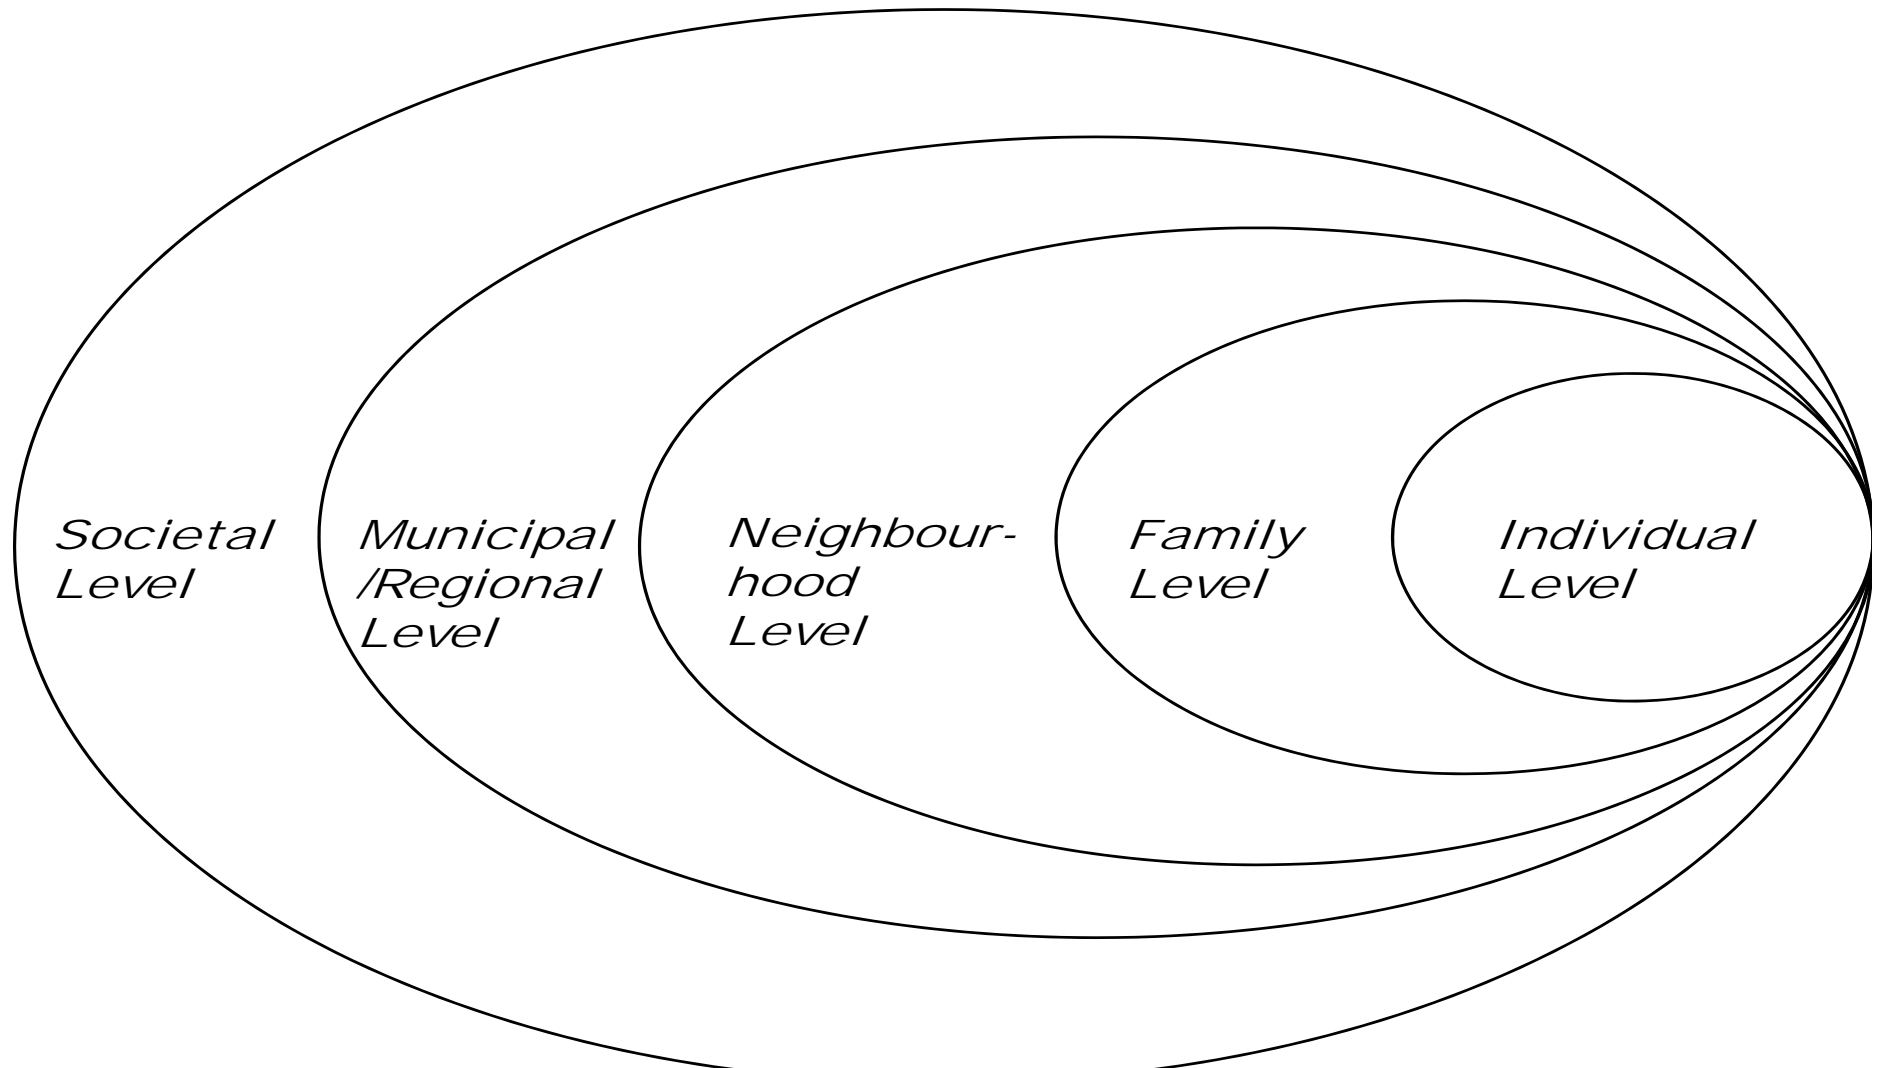 Societal
Level
Municipal
/Regional
Level
Neighbour-
hood
Level
Family
Level
Individual
Level